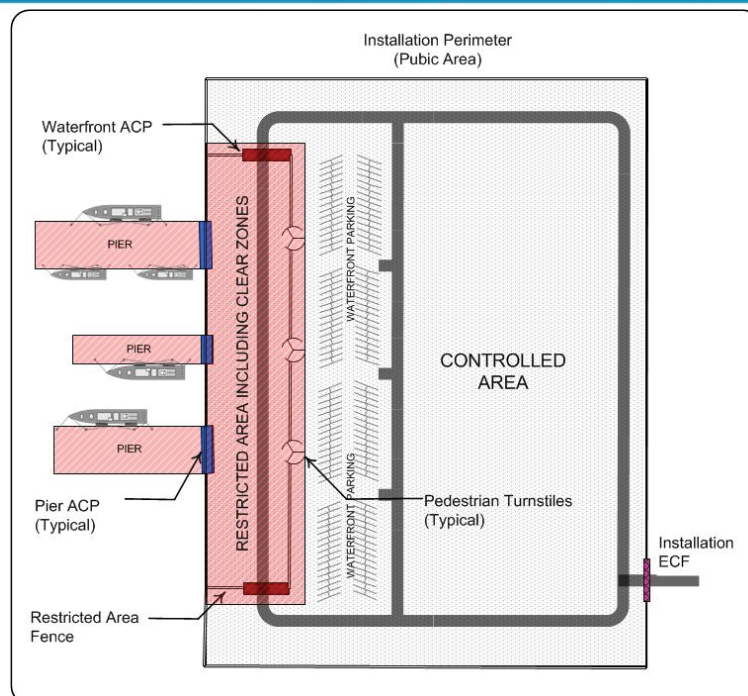 Installation Perimeter
(Pubic Area)
Waterfront ACP
(Typical)
PIER
PIER
PIER
RESTRICTED AREA INCLUDING CLEAR ZONES
WATERFRONT PARKING
WATERFRONT PARKING
CONTROLLED
AREA
Pier ACP
(Typical)
Pedestrian Turnstiles
(Typical)
Installation
ECF
Restricted Area
Fence